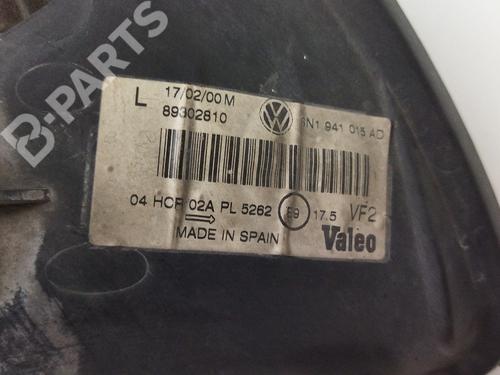 B-PARTS
L 17/02/00 M
89302810
6N1 941 015 AD
04 HCR 02A PL 5262 E9 17.5 VF2
MADE IN SPAIN
Valeo